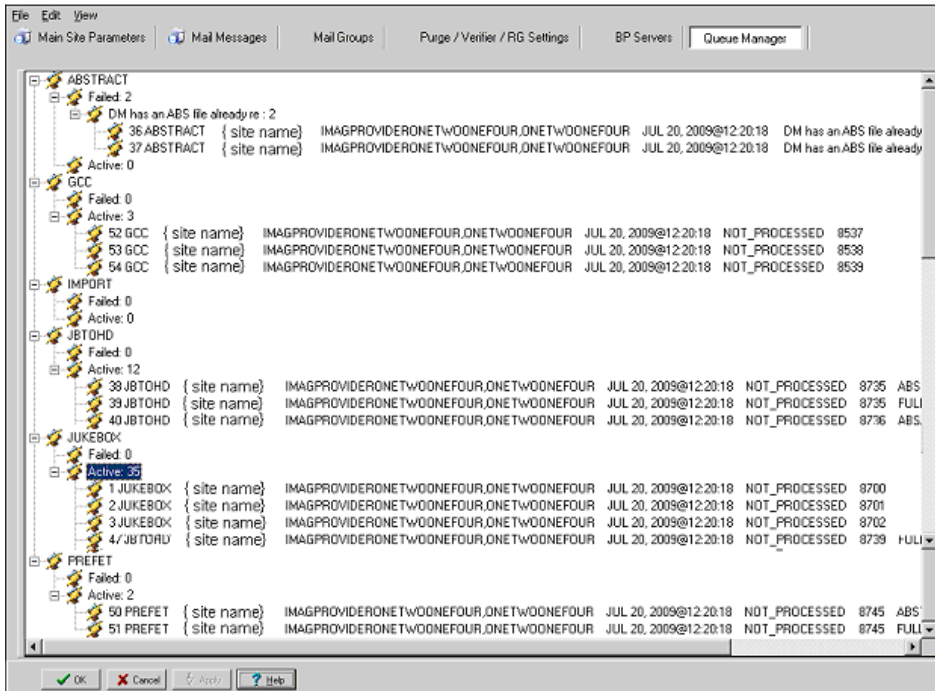 File Edit View
Main Site Parameters Mail Messages Mail Groups Purge / Verifier / RG Settings BP Servers Queue Manager
ABSTRACT
Failed: 2
DM has an ABS file already re : 2
36 ABSTRACT { site name} IMAGPROVIDERONETWOONEFOUR,ONETWOONEFOUR JUL 20, 2009@12:20:18 DM has an ABS file already
37 ABSTRACT { site name} IMAGPROVIDERONETWOONEFOUR,ONETWOONEFOUR JUL 20, 2009@12:20:18 DM has an ABS file already
Active: 0
GCC
Failed: 0
Active: 3
52 GCC { site name} IMAGPROVIDERONETWOONEFOUR,ONETWOONEFOUR JUL 20, 2009@12:20:18 NOT_PROCESSED 8537
53 GCC { site name} IMAGPROVIDERONETWOONEFOUR,ONETWOONEFOUR JUL 20, 2009@12:20:18 NOT_PROCESSED 8538
54 GCC { site name} IMAGPROVIDERONETWOONEFOUR,ONETWOONEFOUR JUL 20, 2009@12:20:18 NOT_PROCESSED 8539
IMPORT
Failed: 0
Active: 0
JBTOHD
Failed: 0
Active: 12
38 JBTOHD { site name} IMAGPROVIDERONETWOONEFOUR,ONETWOONEFOUR JUL 20, 2009@12:20:18 NOT_PROCESSED 8735 ABS
39 JBTOHD { site name} IMAGPROVIDERONETWOONEFOUR,ONETWOONEFOUR JUL 20, 2009@12:20:18 NOT_PROCESSED 8735 FULL
40 JBTOHD { site name} IMAGPROVIDERONETWOONEFOUR,ONETWOONEFOUR JUL 20, 2009@12:20:18 NOT_PROCESSED 8736 ABS
JUKEBOX
Failed: 0
Active: 35
1 JUKEBOX { site name} IMAGPROVIDERONETWOONEFOUR,ONETWOONEFOUR JUL 20, 2009@12:20:18 NOT_PROCESSED 8700
2 JUKEBOX { site name} IMAGPROVIDERONETWOONEFOUR,ONETWOONEFOUR JUL 20, 2009@12:20:18 NOT_PROCESSED 8701
3 JUKEBOX { site name} IMAGPROVIDERONETWOONEFOUR,ONETWOONEFOUR JUL 20, 2009@12:20:18 NOT_PROCESSED 8702
47 JBTOHD { site name} IMAGPROVIDERONETWOONEFOUR,ONETWOONEFOUR JUL 20, 2009@12:20:18 NOT_PROCESSED 8739 FULL
PREFET
Failed: 0
Active: 2
50 PREFET { site name} IMAGPROVIDERONETWOONEFOUR,ONETWOONEFOUR JUL 20, 2009@12:20:18 NOT_PROCESSED 8745 ABS
51 PREFET { site name} IMAGPROVIDERONETWOONEFOUR,ONETWOONEFOUR JUL 20, 2009@12:20:18 NOT_PROCESSED 8745 FULL
OK Cancel Apply Help